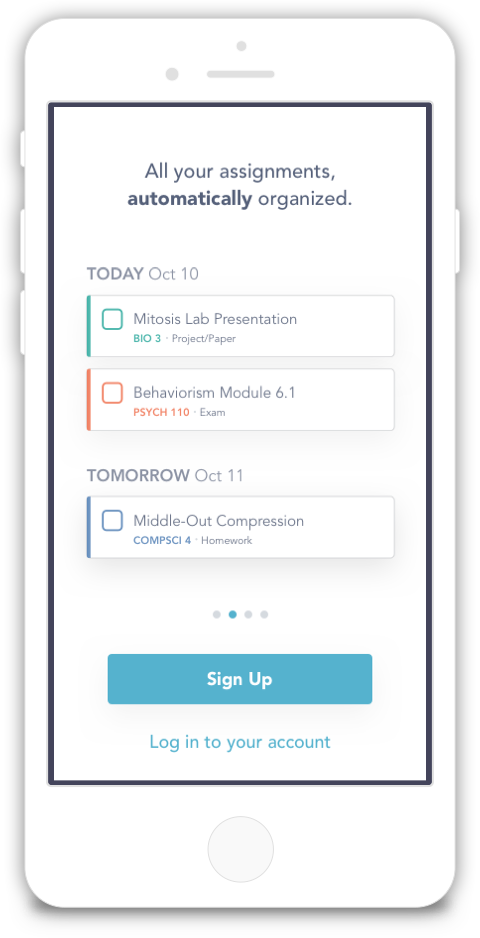 All your assignments,
automatically organized.
TODAY Oct 10
Mitosis Lab Presentation
BIO 3 · Project/Paper
Behaviorism Module 6.1
PSYCH 110 · Exam
TOMORROW Oct 11
Middle-Out Compression
COMPSCI 4 · Homework
Sign Up
Log in to your account